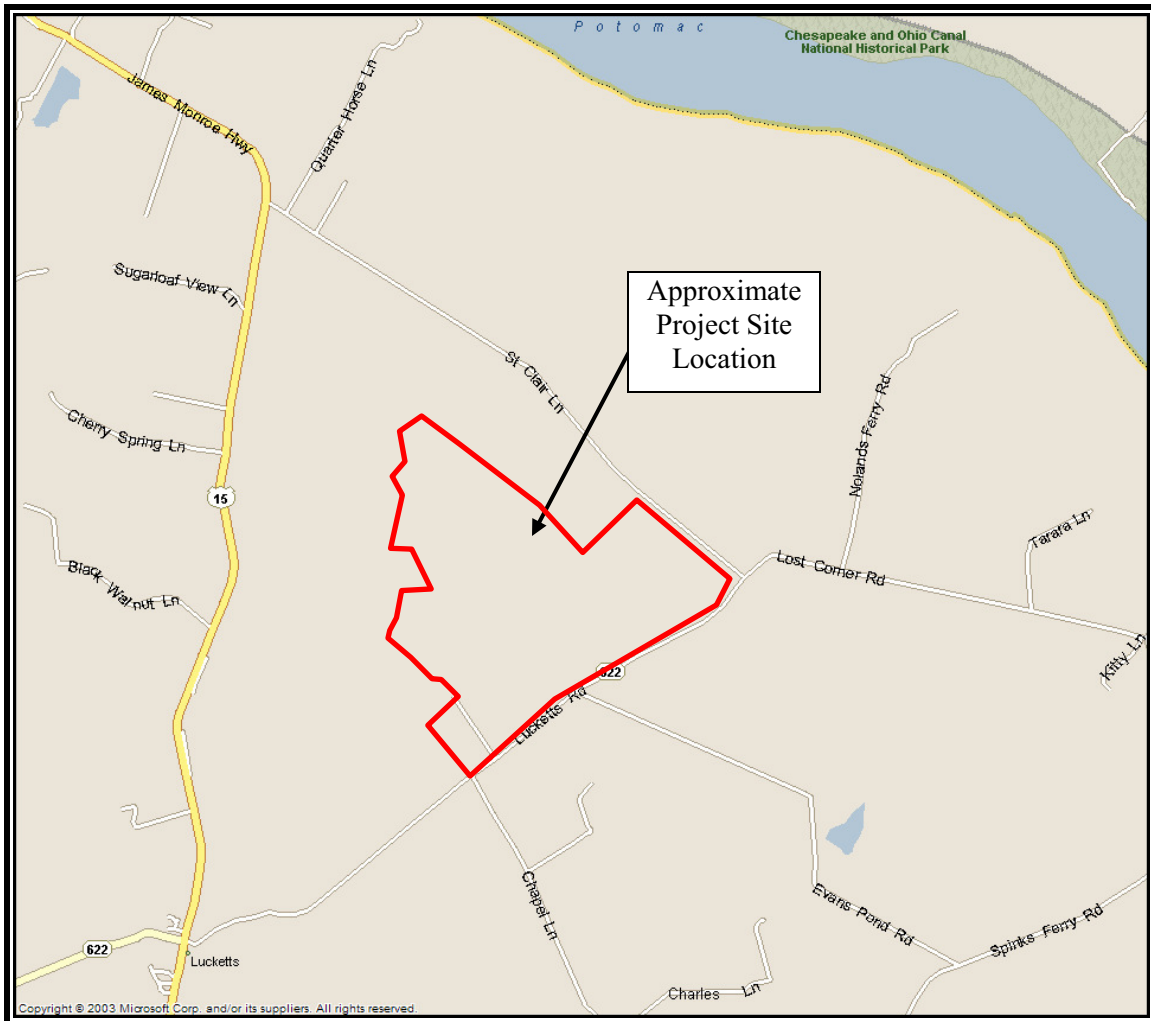 Potomac
Chesapeake and Ohio Canal
National Historical Park
James Monroe Hwy
Quarter Horse Ln
Sugarloaf View Ln
Approximate
Project Site
Location
St Clair Ln
Nolands Ferry Rd
Cherry Spring Ln
15
Tarara Ln
Black Walnut Ln
Lost Corner Rd
Kitty Ln
622
Lucketts Rd
Chapel Ln
Evans Pond Rd
Spinks Ferry Rd
622
Lucketts
Charles Ln
Copyright © 2003 Microsoft Corp. and/or its suppliers. All rights reserved.